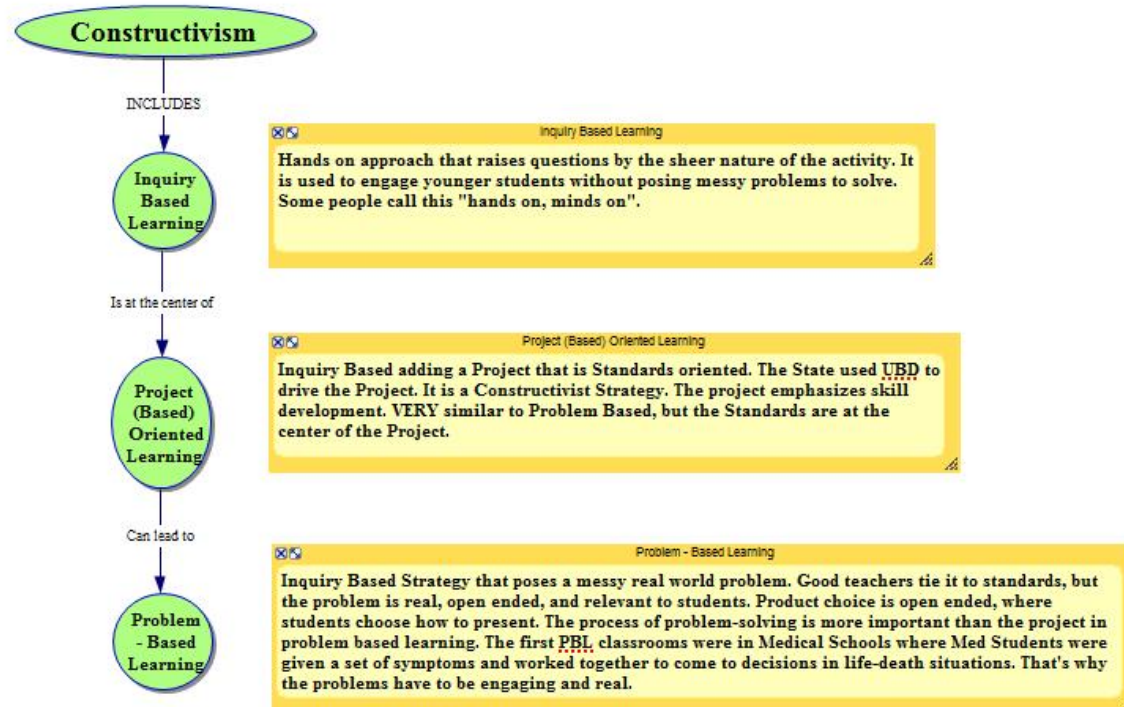 Constructivism
INCLUDES
Inquiry
Based
Learning
Inquiry Based Learning
Hands on approach that raises questions by the sheer nature of the activity. It
is used to engage younger students without posing messy problems to solve.
Some people call this "hands on, minds on".
Is at the center of
Project
(Based)
Oriented
Learning
Project (Based) Oriented Learning
Inquiry Based adding a Project that is Standards oriented. The State used UBD to
drive the Project. It is a Constructivist Strategy. The project emphasizes skill
development. VERY similar to Problem Based, but the Standards are at the
center of the Project.
Can lead to
Problem
- Based
Learning
Problem - Based Learning
Inquiry Based Strategy that poses a messy real world problem. Good teachers tie it to standards, but
the problem is real, open ended, and relevant to students. Product choice is open ended, where
students choose how to present. The process of problem-solving is more important than the project in
problem based learning. The first PBL classrooms were in Medical Schools where Med Students were
given a set of symptoms and worked together to come to decisions in life-death situations. That's why
the problems have to be engaging and real.